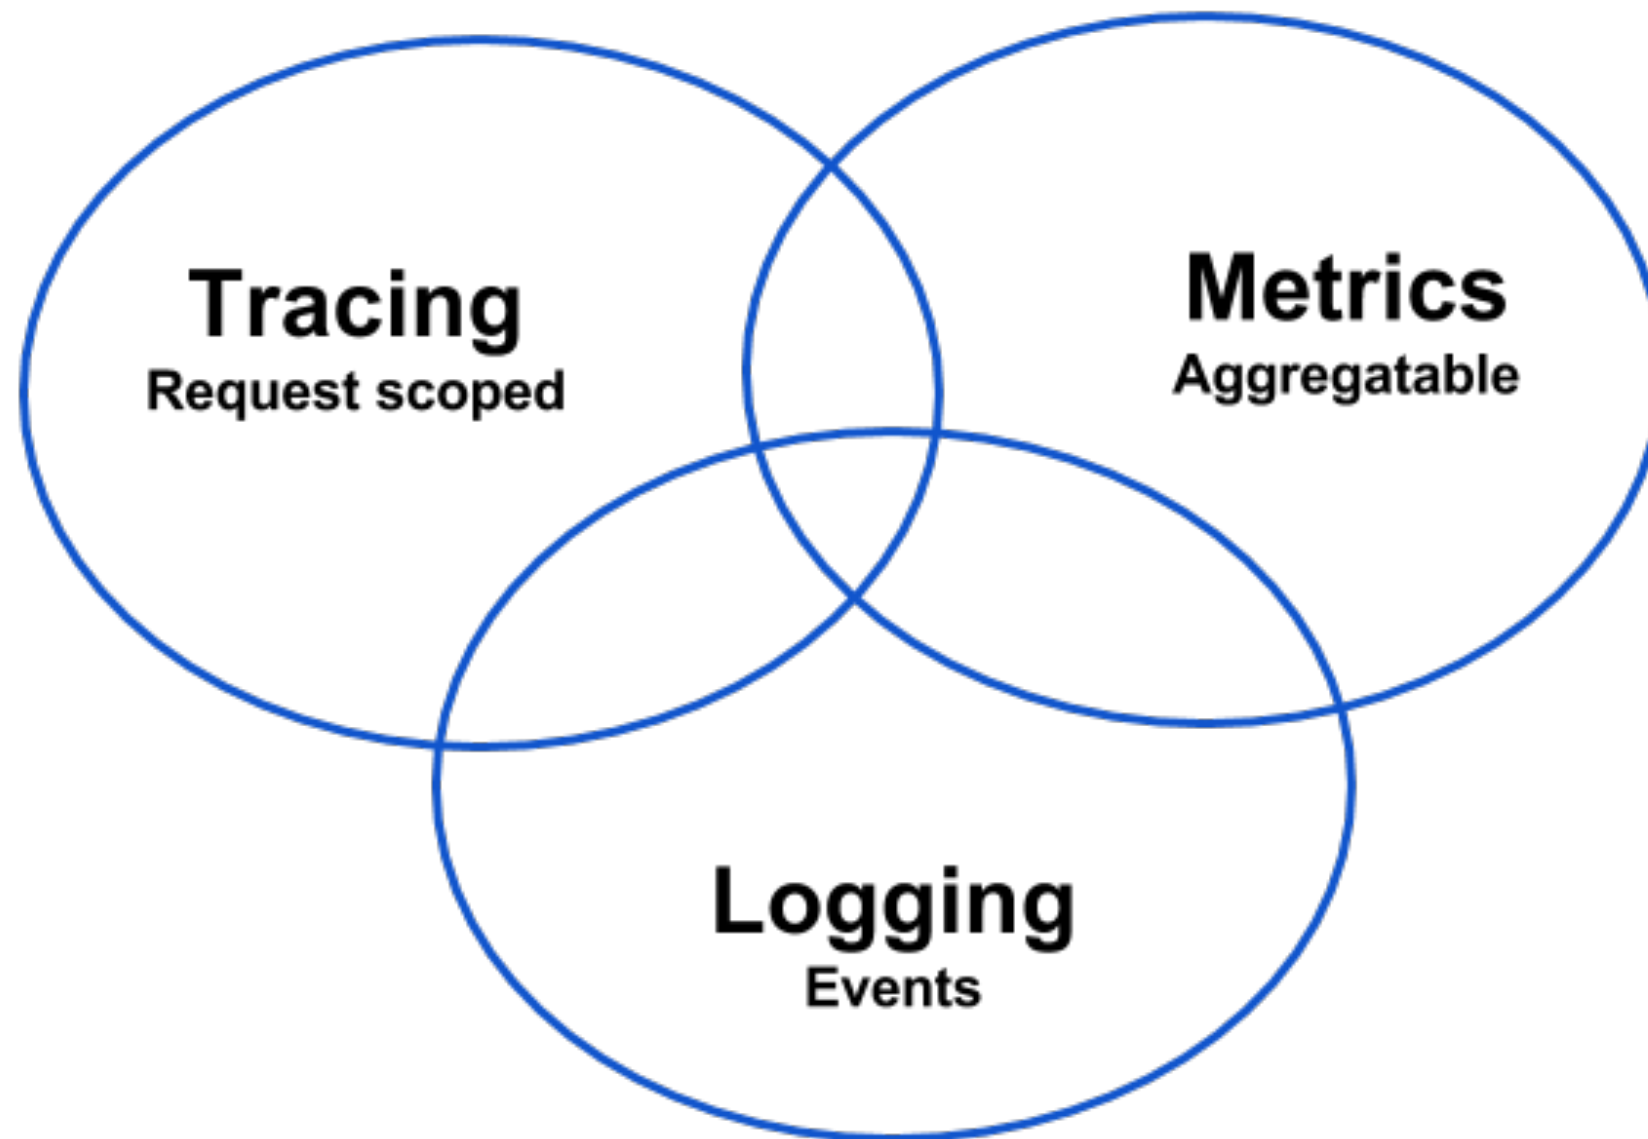 Tracing
Request scoped
Metrics
Aggregatable
Logging
Events